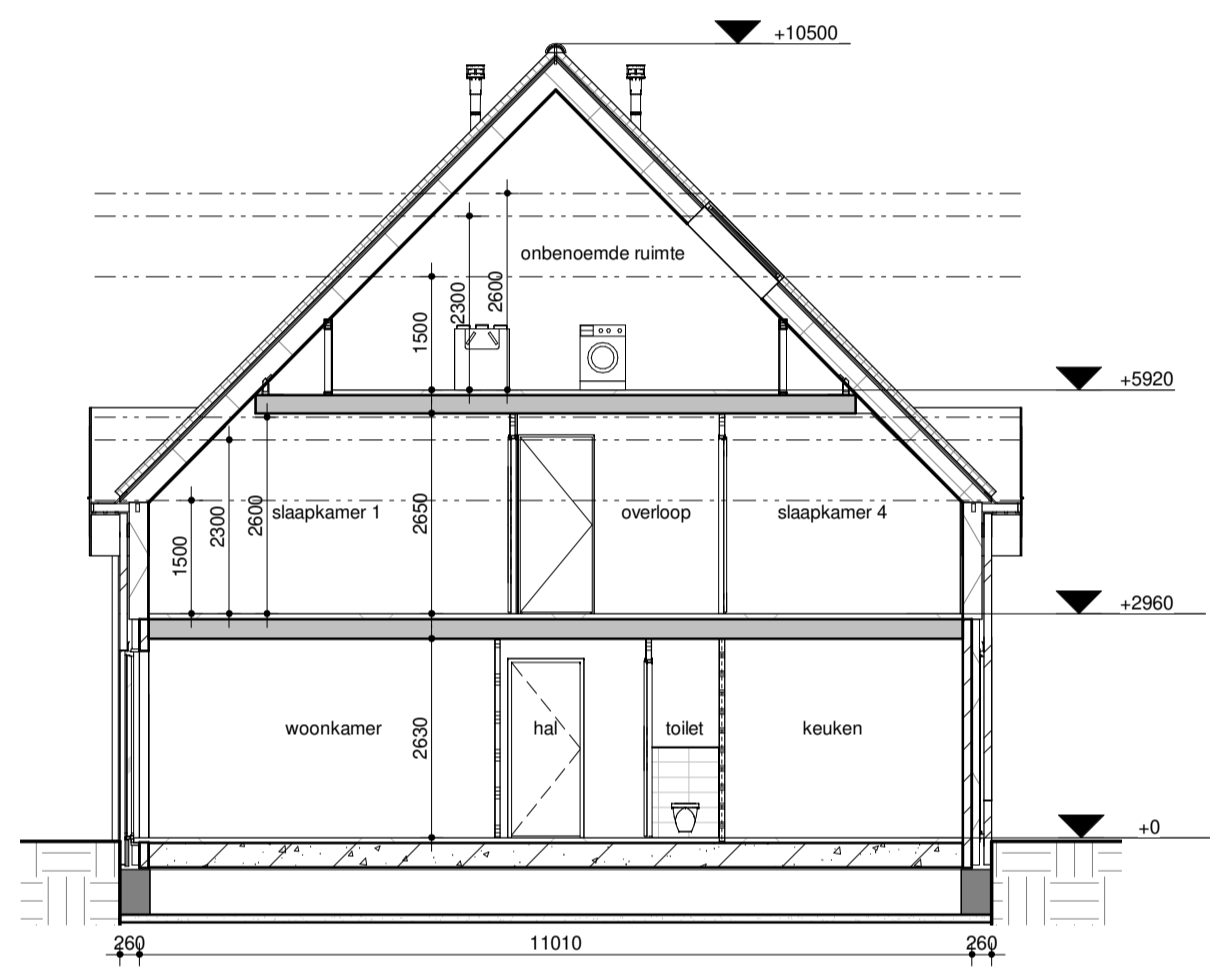 +10500
onbenoemde ruimte
2600
2300
1500
+5920
slaapkamer 1
overloop
slaapkamer 4
2650
2600
2300
1500
+2960
woonkamer
hal
toilet
keuken
2630
+0
260
11010
260